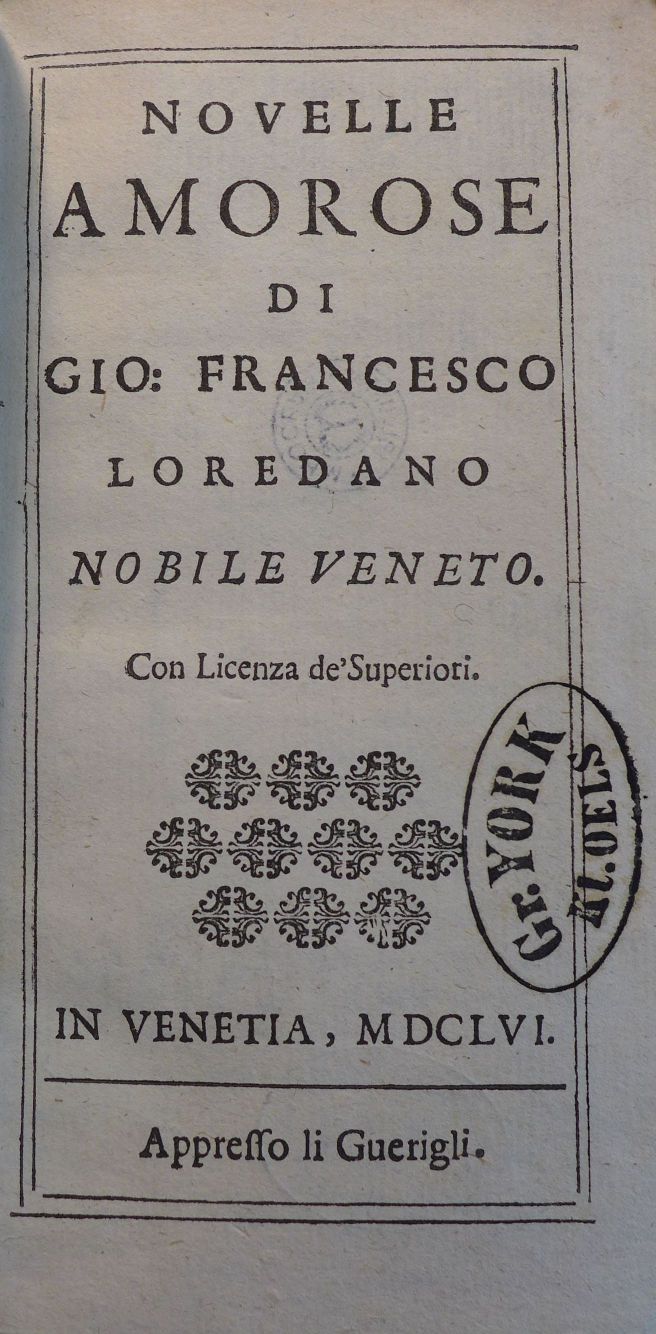 NOVELLE
AMOROSE
DI
GIO: FRANCESCO
LOREDANO
NOBILE VENETO.
Con Licenza de'Superiori.
Gr. YORK
Kl. OELS
IN VENETIA, MDCLVI.
Appreſſo li Guerigli.